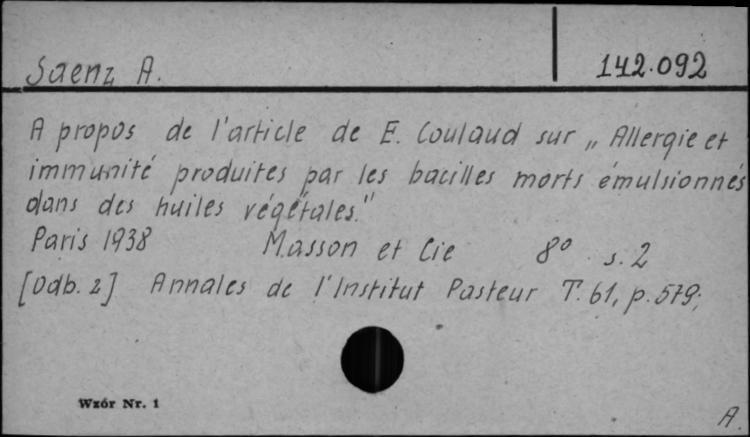 Saenz A.
142.092
A propos de l'article de E. Coulaud sur „Allergie et
immunité produites par les bacilles morts émulsionnés
dans des huiles végétales."
Paris 1938 Masson et Cie 8° s. 2
[Odb. z] Annales de l'Institut Pasteur T. 61, p. 579;
Wzór Nr. 1
A.